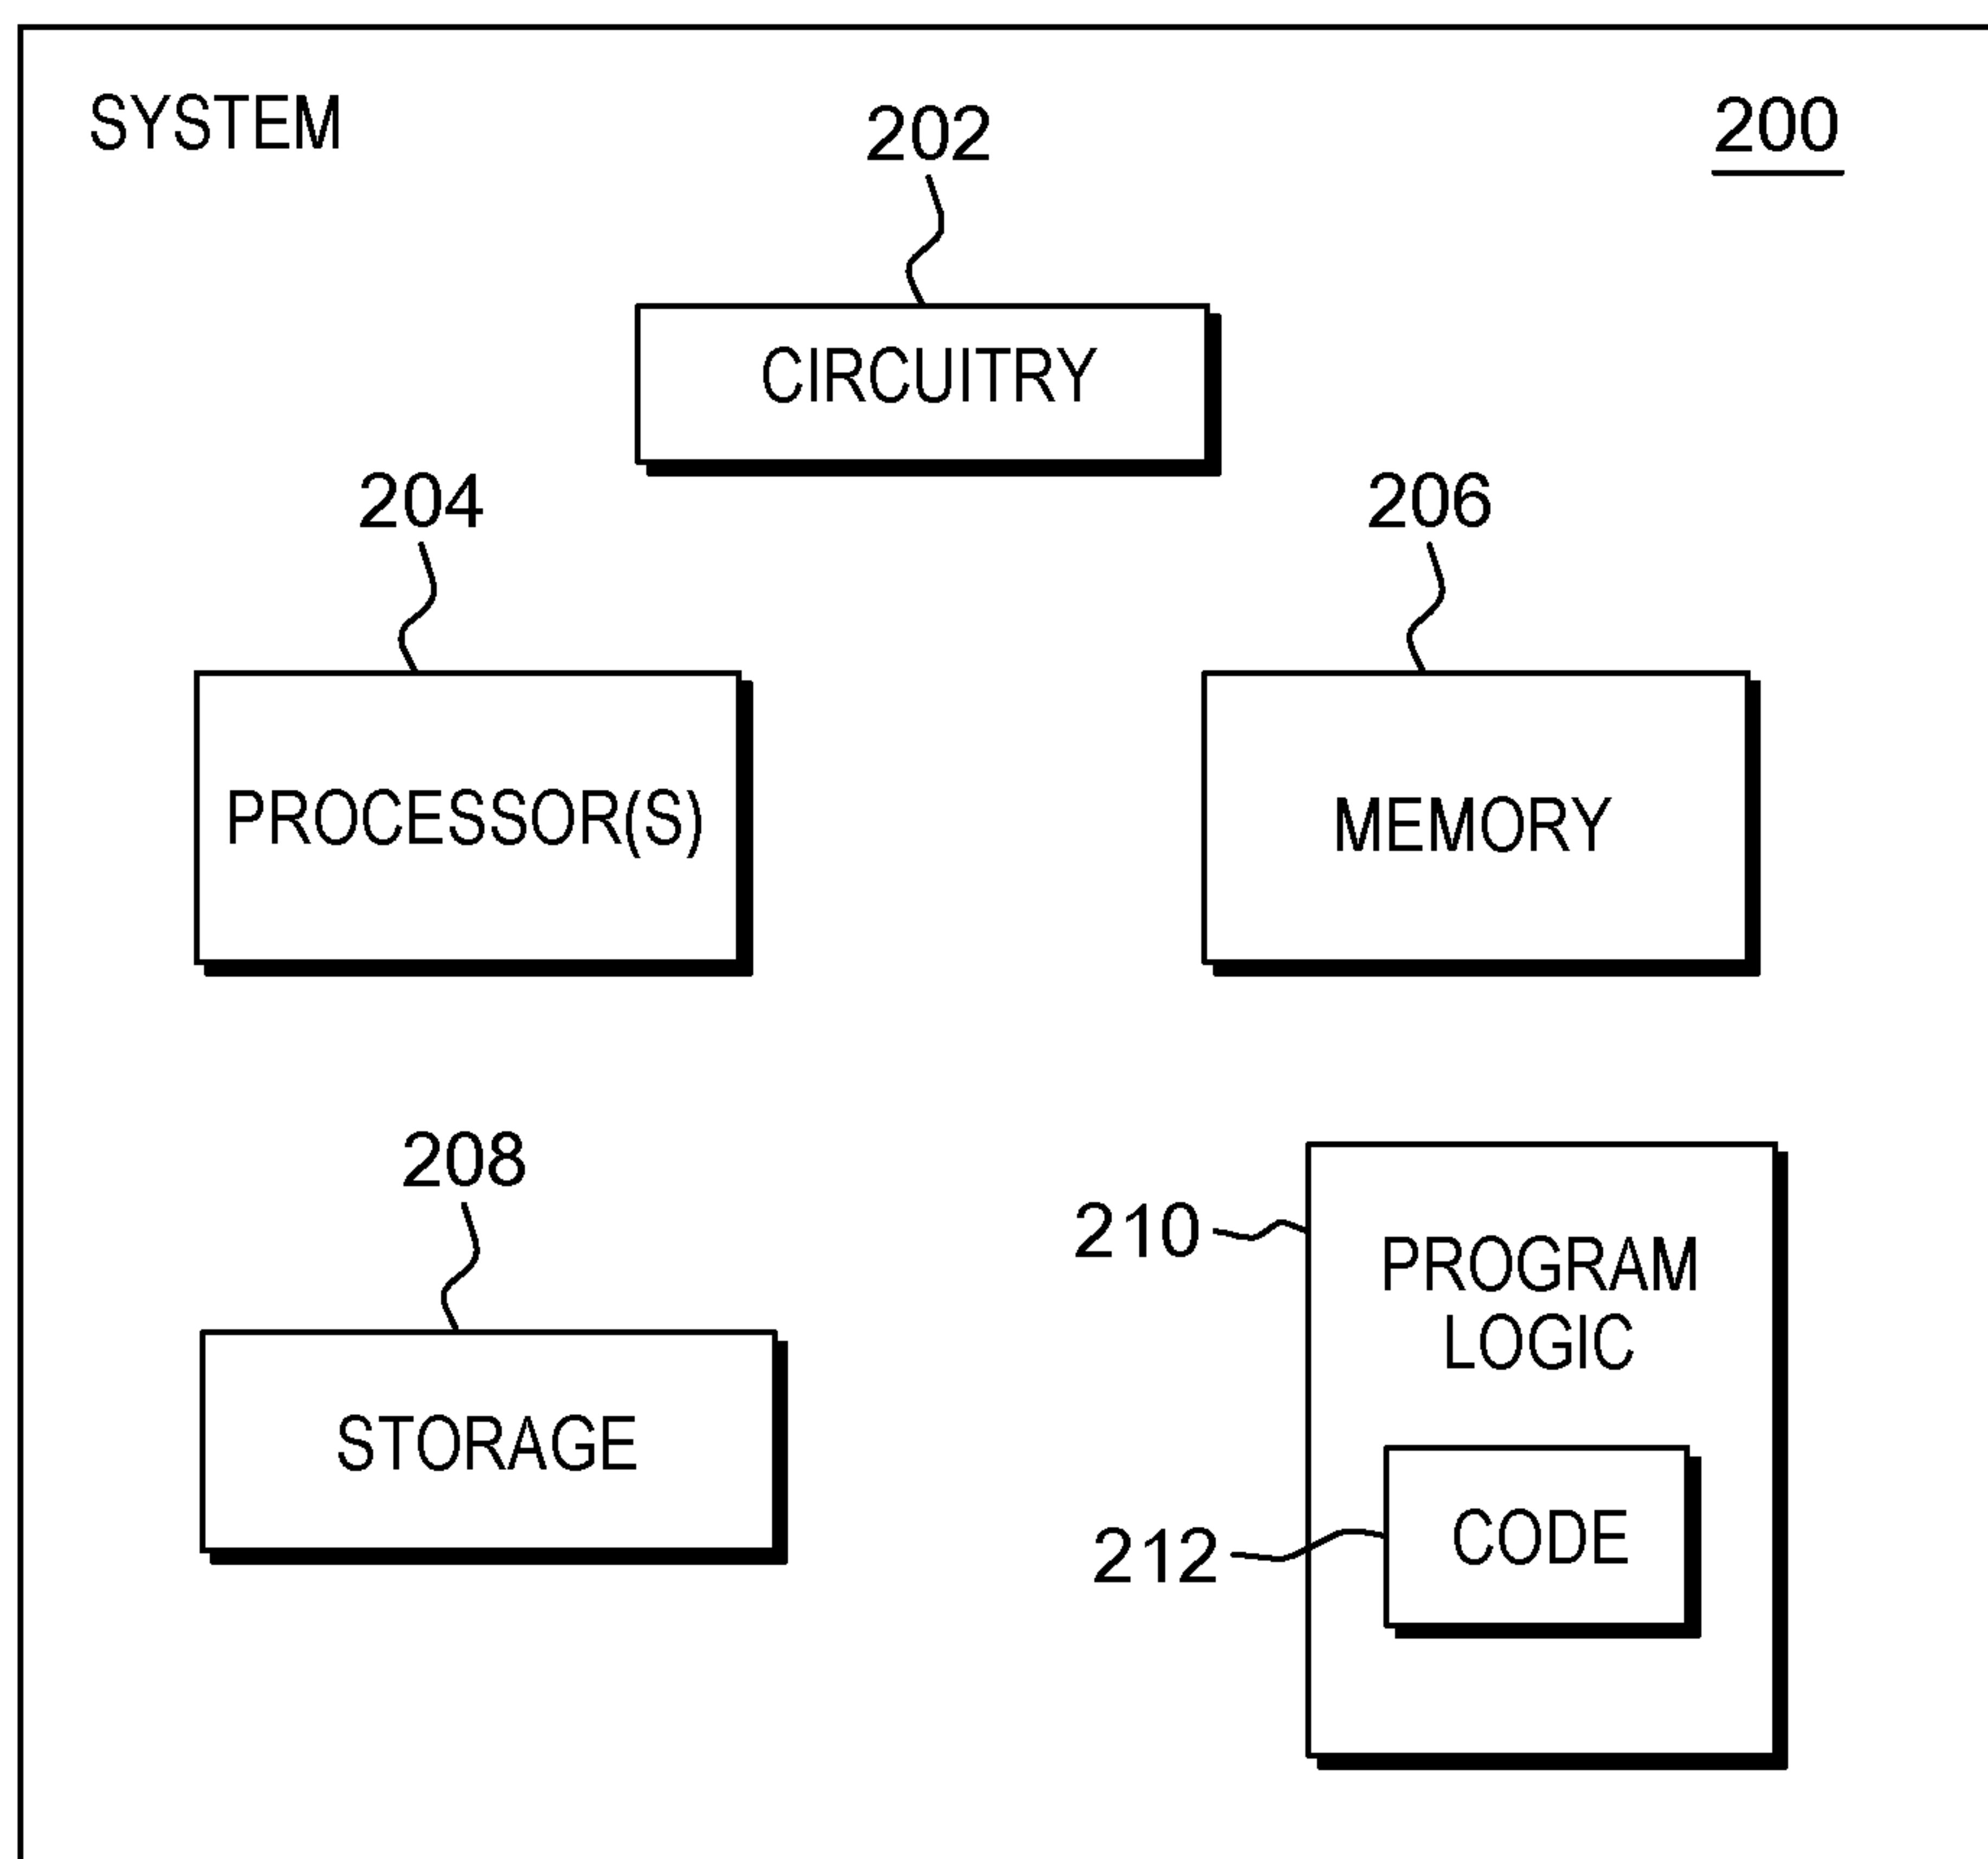 SYSTEM
200
202
CIRCUITRY
204
206
PROCESSOR(S)
MEMORY
208
STORAGE
210
PROGRAM
LOGIC
212
CODE